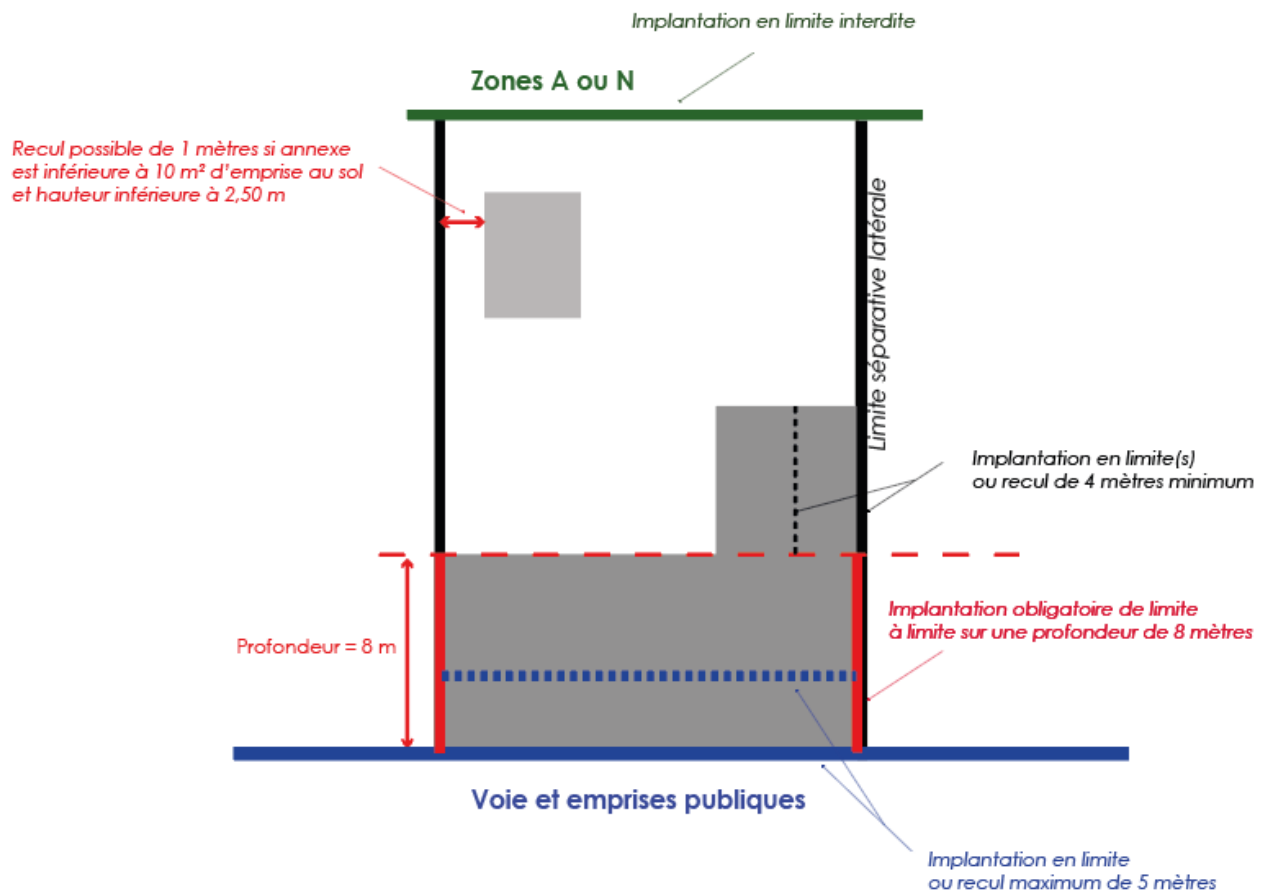 Implantation en limite interdite
Zones A ou N
Recul possible de 1 mètres si annexe
est inférieure à 10 m² d'emprise au sol
et hauteur inférieure à 2,50 m
Limite séparative latérale
Implantation en limite(s)
ou recul de 4 mètres minimum
Implantation obligatoire de limite
à limite sur une profondeur de 8 mètres
Profondeur = 8 m
Voie et emprises publiques
Implantation en limite
ou recul maximum de 5 mètres